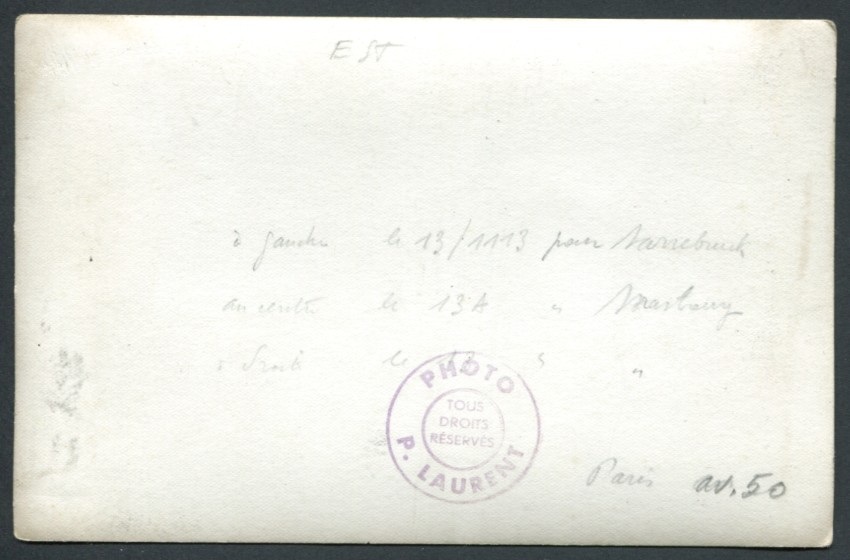 EST
à gauche le 13/1113 pour Sarrebruck
au centre le 13A " Strasbourg
à droite le 13 " "
PHOTO
TOUS
DROITS
RÉSERVÉS
P. LAURENT
Paris av. 50